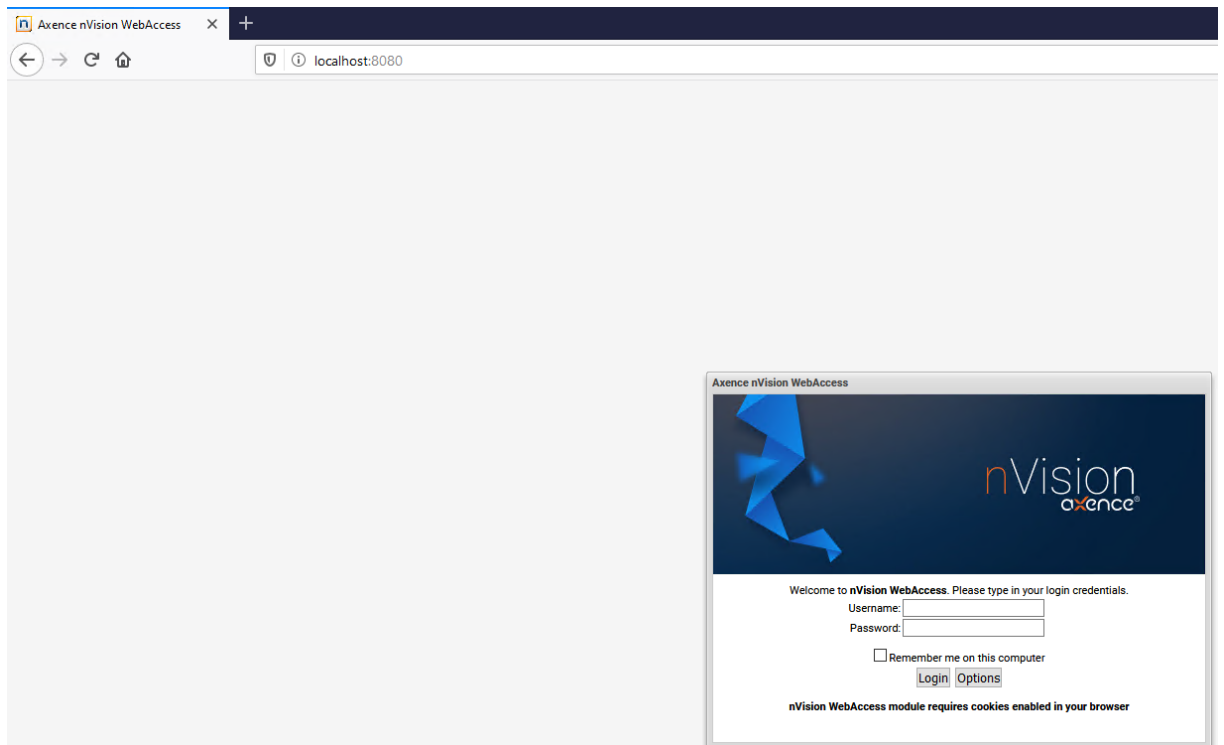 Axence nVision WebAccess
localhost:8080
Axence nVision WebAccess
nVision
axence®
Welcome to nVision WebAccess. Please type in your login credentials.
Username:
Password:
Remember me on this computer
Login Options
nVision WebAccess module requires cookies enabled in your browser